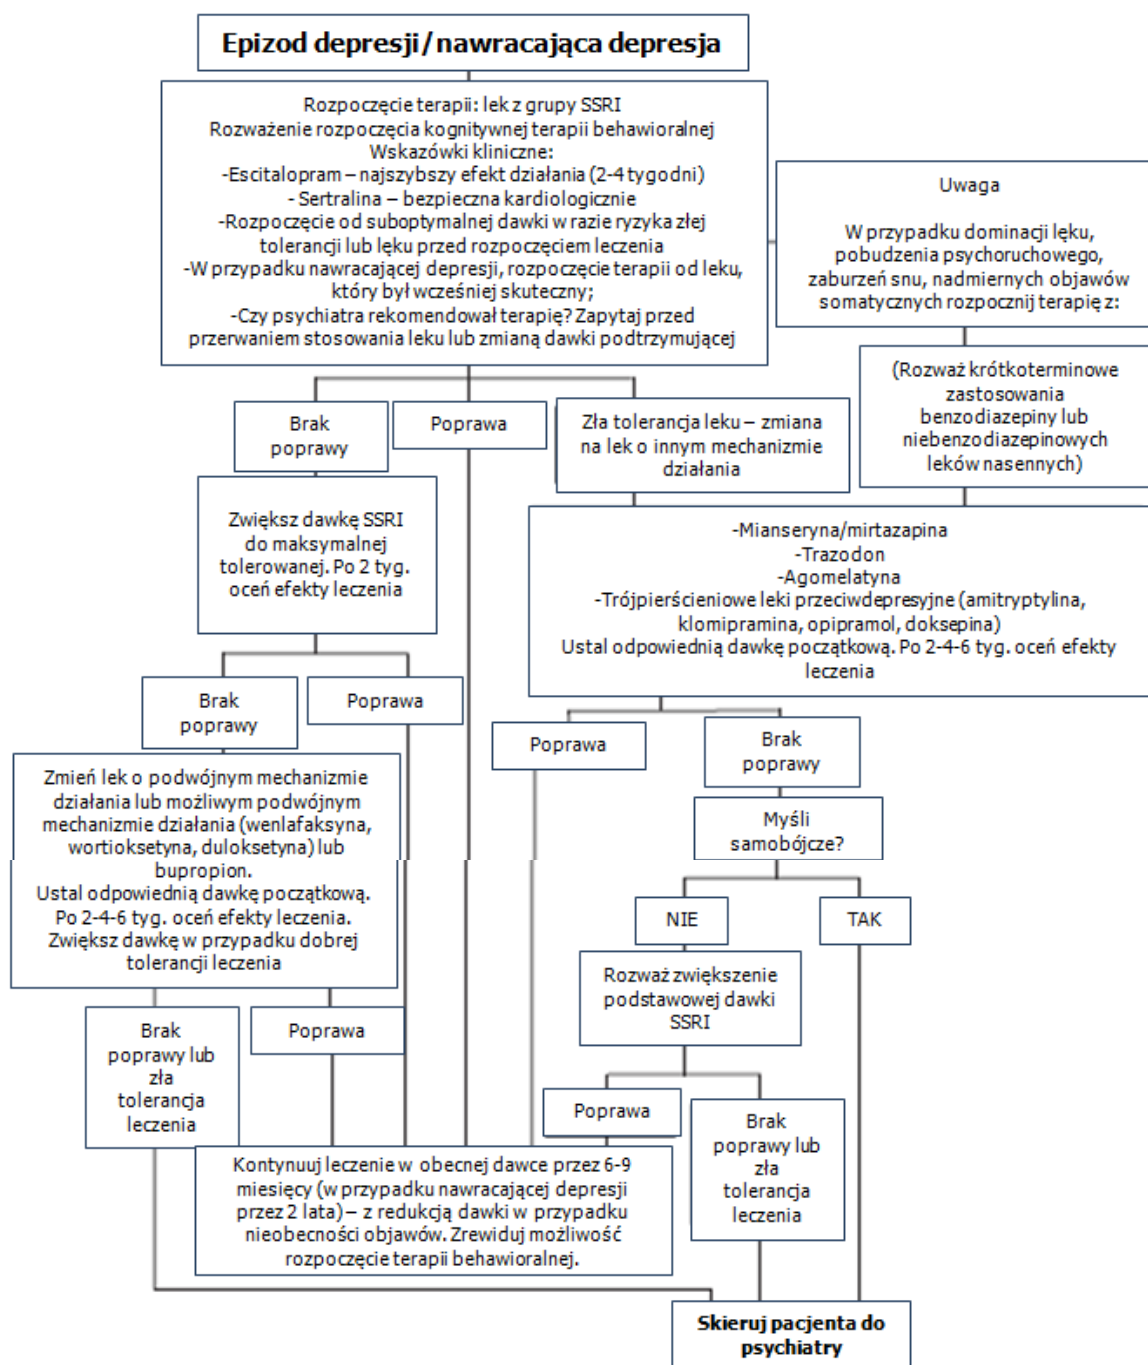 Epizod depresji/nawracająca depresja
Rozpoczęcie terapii: lek z grupy SSRI
Rozważenie rozpoczęcia kognitywnej terapii behawioralnej
Wskazówki kliniczne:
-Escitalopram – najszybszy efekt działania (2-4 tygodni)
- Sertralina – bezpieczna kardiologicznie
-Rozpoczęcie od suboptymalnej dawki w razie ryzyka złej
tolerancji lub lęku przed rozpoczęciem leczenia
-W przypadku nawracającej depresji, rozpoczęcie terapii od leku,
który był wcześniej skuteczny;
-Czy psychiatra rekomendował terapię? Zapytaj przed
przerwaniem stosowania leku lub zmianą dawki podtrzymującej
Uwaga
W przypadku dominacji lęku,
pobudzenia psychoruchowego,
zaburzeń snu, nadmiernych objawów
somatycznych rozpocznij terapię z:
(Rozważ krótkoterminowe
zastosowania
benzodiazepiny lub
niebenzodiazepinowych
leków nasennych)
Brak
poprawy
Poprawa
Zła tolerancja leku – zmiana
na lek o innym mechanizmie
działania
Zwiększ dawkę SSRI
do maksymalnej
tolerowanej. Po 2 tyg.
oceń efekty leczenia
-Mianseryna/mirtazapina
-Trazodon
-Agomelatyna
-Trójpierścieniowe leki przeciwdepresyjne (amitryptylina,
klomipramina, opipramol, doksepina)
Ustal odpowiednią dawkę początkową. Po 2-4-6 tyg. oceń efekty
leczenia
Brak
poprawy
Poprawa
Poprawa
Brak
poprawy
Zmień lek o podwójnym mechanizmie
działania lub możliwym podwójnym
mechanizmie działania (wenlafaksyna,
wortioksetyna, duloksetyna) lub
bupropion.
Ustal odpowiednią dawkę początkową.
Po 2-4-6 tyg. oceń efekty leczenia.
Zwiększ dawkę w przypadku dobrej
tolerancji leczenia
Myśli
samobójcze?
NIE
TAK
Rozważ zwiększenie
podstawowej dawki
SSRI
Brak
poprawy lub
zła
tolerancja
leczenia
Poprawa
Poprawa
Brak
poprawy lub
zła
tolerancja
leczenia
Kontynuuj leczenie w obecnej dawce przez 6-9
miesięcy (w przypadku nawracającej depresji
przez 2 lata) – z redukcją dawki w przypadku
nieobecności objawów. Zrewiduj możliwość
rozpoczęcie terapii behawioralnej.
Skieruj pacjenta do
psychiatry